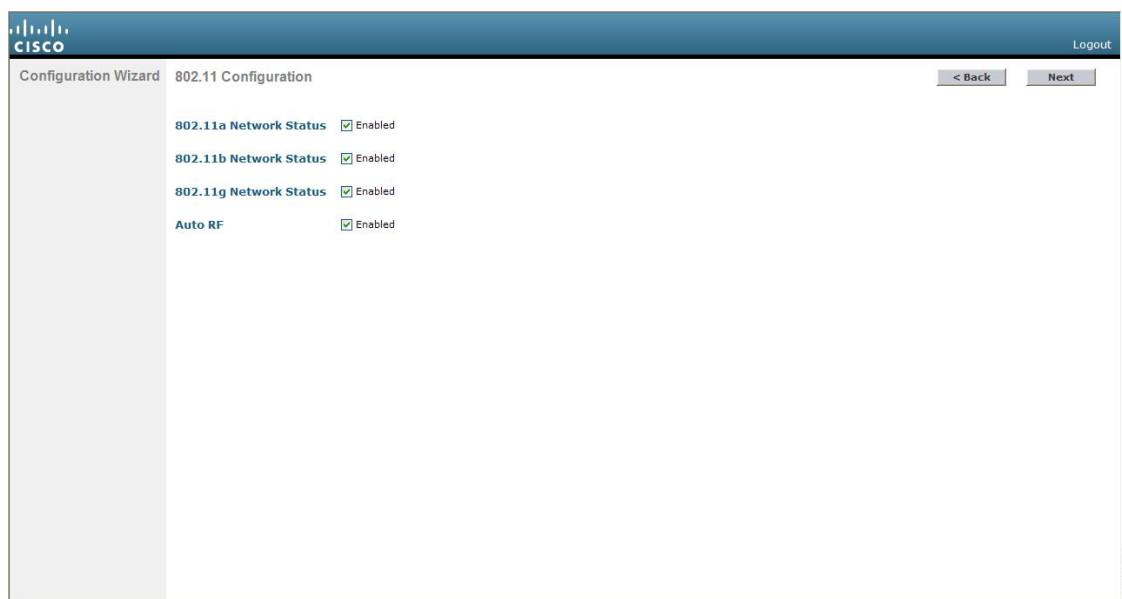 CISCO
Logout
Configuration Wizard
802.11 Configuration
< Back
Next
802.11a Network Status
Enabled
802.11b Network Status
Enabled
802.11g Network Status
Enabled
Auto RF
Enabled